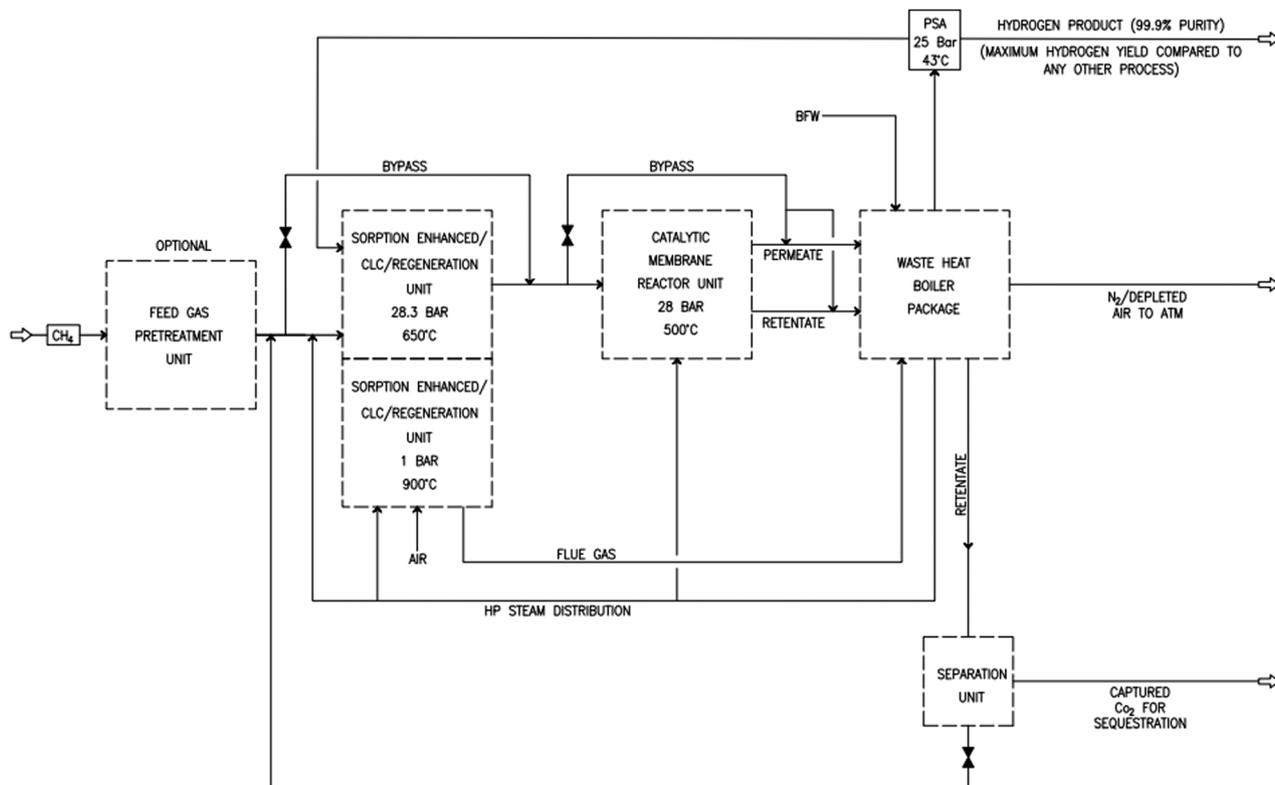 PSA
25 Bar
43°C
HYDROGEN PRODUCT (99.9% PURITY)
(MAXIMUM HYDROGEN YIELD COMPARED TO
ANY OTHER PROCESS)
BFW
BYPASS
BYPASS
OPTIONAL
FEED GAS
PRETREATMENT
UNIT
CH₄
SORPTION ENHANCED/
CLC/REGENERATION
UNIT
28.3 BAR
650°C
SORPTION ENHANCED/
CLC/REGENERATION
UNIT
1 BAR
900°C
CATALYTIC
MEMBRANE
REACTOR UNIT
28 BAR
500°C
PERMEATE
RETENTATE
WASTE HEAT
BOILER
PACKAGE
N₂/DEPLETED
AIR TO ATM
RETENTATE
AIR
FLUE GAS
HP STEAM DISTRIBUTION
SEPARATION
UNIT
CAPTURED
Co₂ FOR
SEQUESTRATION